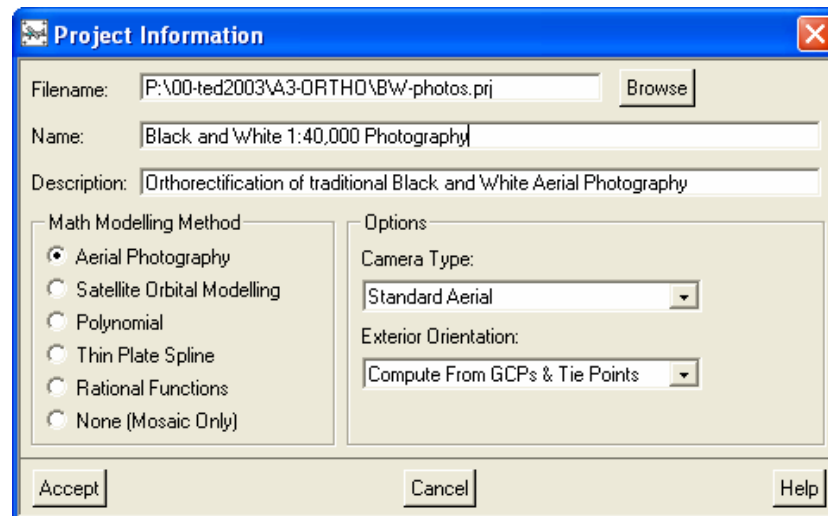 Project Information
Filename: P:\00-ted2003\A3-ORTHO\BW-photos.prj Browse
Name: Black and White 1:40,000 Photography
Description: Orthorectification of traditional Black and White Aerial Photography
Math Modelling Method
Aerial Photography
Satellite Orbital Modelling
Polynomial
Thin Plate Spline
Rational Functions
None (Mosaic Only)
Options
Camera Type:
Standard Aerial
Exterior Orientation:
Compute From GCPs & Tie Points
Accept Cancel Help